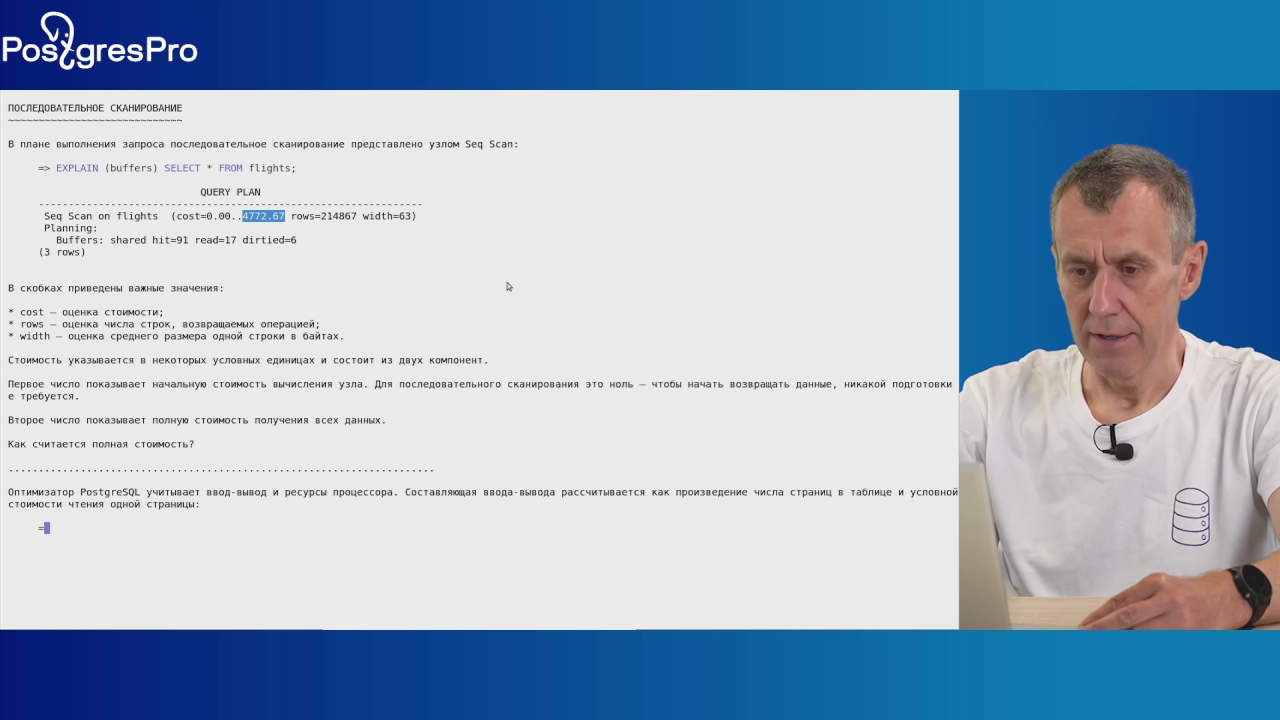 PostgresPro
ПОСЛЕДОВАТЕЛЬНОЕ СКАНИРОВАНИЕ
~~~~~~~~~~~~~~~~~~~~~~~~~~~~~
В плане выполнения запроса последовательное сканирование представлено узлом Seq Scan:
=> EXPLAIN (buffers) SELECT * FROM flights;
QUERY PLAN
----------------------------------------------------------------
Seq Scan on flights  (cost=0.00..4772.67 rows=214867 width=63)
Planning:
Buffers: shared hit=91 read=17 dirtied=6
(3 rows)
В скобках приведены важные значения:
* cost — оценка стоимости;
* rows — оценка числа строк, возвращаемых операцией;
* width — оценка среднего размера одной строки в байтах.
Стоимость указывается в некоторых условных единицах и состоит из двух компонент.
Первое число показывает начальную стоимость вычисления узла. Для последовательного сканирования это ноль — чтобы начать возвращать данные, никакой подготовки
е требуется.
Второе число показывает полную стоимость получения всех данных.
Как считается полная стоимость?
.......................................................................
Оптимизатор PostgreSQL учитывает ввод-вывод и ресурсы процессора. Составляющая ввода-вывода рассчитывается как произведение числа страниц в таблице и условной
стоимости чтения одной страницы:
=